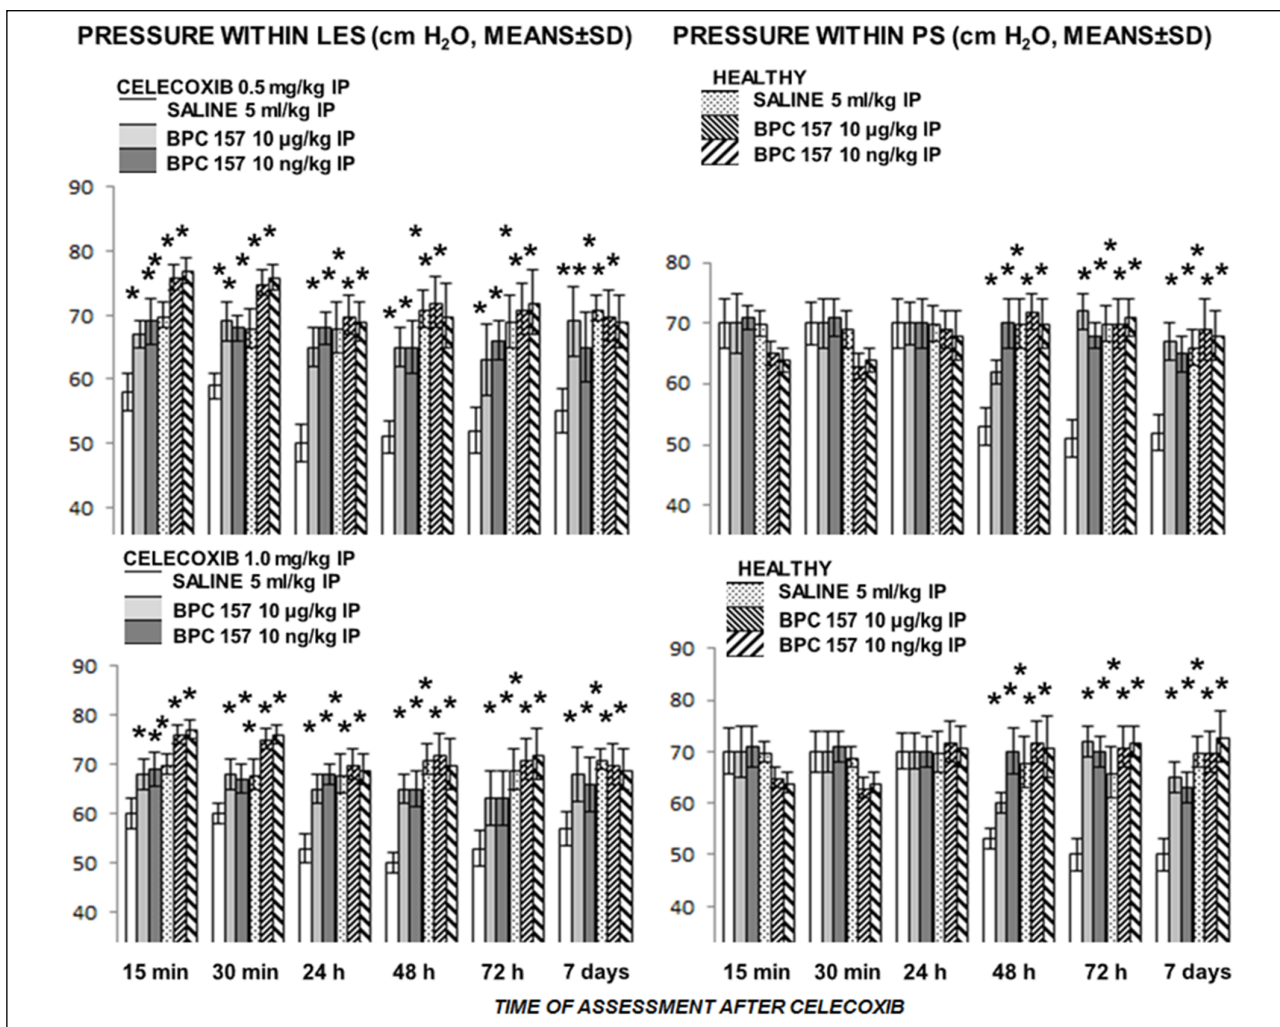 PRESSURE WITHIN LES (cm H₂O, MEANS±SD)
PRESSURE WITHIN PS (cm H₂O, MEANS±SD)
CELECOXIB 0.5 mg/kg IP
SALINE 5 ml/kg IP
BPC 157 10 µg/kg IP
BPC 157 10 ng/kg IP
HEALTHY
SALINE 5 ml/kg IP
BPC 157 10 µg/kg IP
BPC 157 10 ng/kg IP
90
80
70
60
50
40
* * * * * *
* * * * *
* * * * *
* * * * *
* * * * *
* * * * *
80
70
60
50
40
* * * * *
* * * * *
* * * * *
CELECOXIB 1.0 mg/kg IP
SALINE 5 ml/kg IP
BPC 157 10 µg/kg IP
BPC 157 10 ng/kg IP
HEALTHY
SALINE 5 ml/kg IP
BPC 157 10 µg/kg IP
BPC 157 10 ng/kg IP
90
80
70
60
50
40
* * * * *
* * * * *
* * * * *
* * * * *
* * * * *
* * * * *
90
80
70
60
50
40
* * * * *
* * * * *
* * * * *
15 min 30 min 24 h 48 h 72 h 7 days
15 min 30 min 24 h 48 h 72 h 7 days
TIME OF ASSESSMENT AFTER CELECOXIB